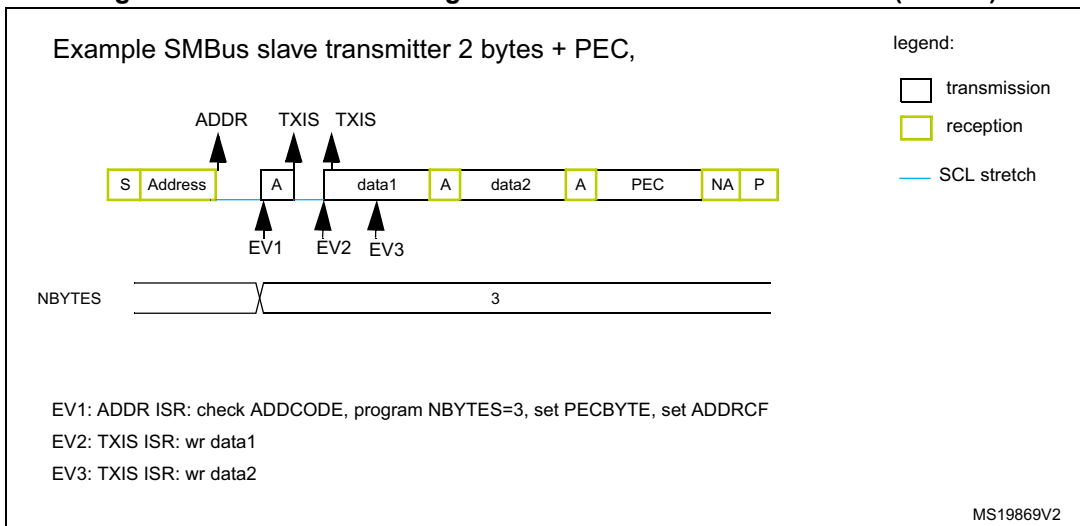 Example SMBus slave transmitter 2 bytes + PEC,
legend:
transmission
reception
SCL stretch
ADDR TXIS TXIS
S Address A data1 A data2 A PEC NA P
EV1 EV2 EV3
NBYTES 3
EV1: ADDR ISR: check ADDCODE, program NBYTES=3, set PECBYTE, set ADDRCF
EV2: TXIS ISR: wr data1
EV3: TXIS ISR: wr data2
MS19869V2